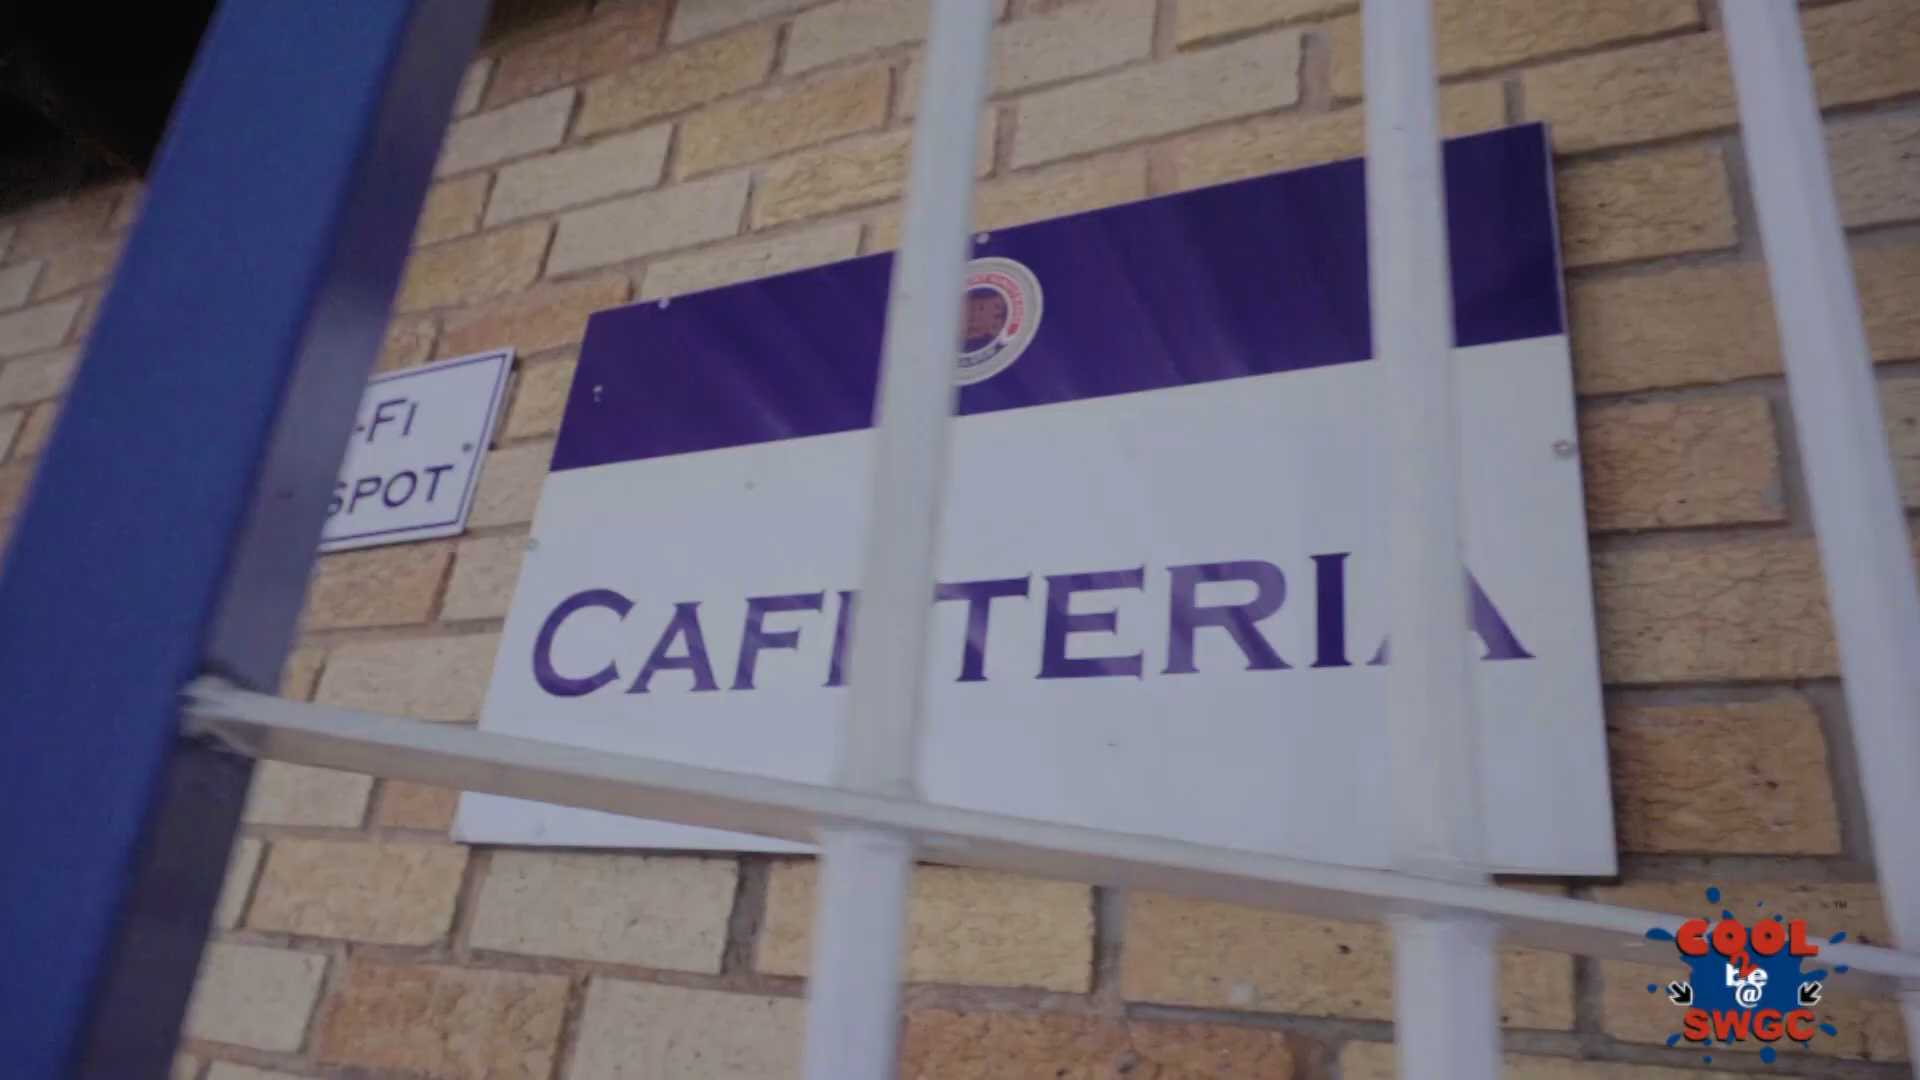 -Fi
SPOT
CAFETERIA
COOL
2
be
@
SWGC